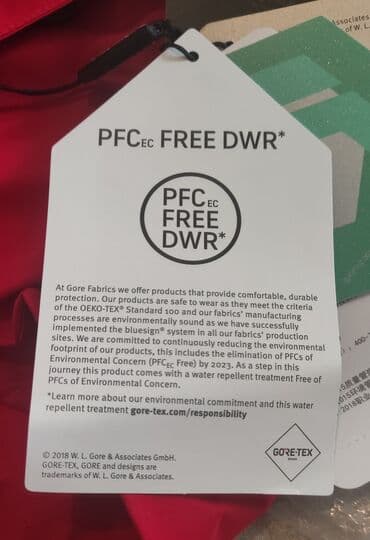 Associates
of W. L.
PFCEC FREE DWR*
PFCEC
FREE
DWR*
At Gore Fabrics we offer products that provide comfortable, durable
protection. Our products are safe to wear as they meet the criteria
of the OEKO-TEX® Standard 100 and our fabrics' manufacturing
processes are environmentally sound as we have successfully
implemented the bluesign® system in all our fabrics' production
sites. We are committed to continuously reducing the environmental
footprint of our products, this includes the elimination of PFCs of
Environmental Concern (PFCEC Free) by 2023. As a step in this
journey this product comes with a water repellent treatment Free of
PFCs of Environmental Concern.
*Learn more about our environmental commitment and this water
repellent treatment gore-tex.com/responsibility
GORE-TEX
© 2018 W. L. Gore & Associates GmbH.
GORE-TEX, GORE and designs are
trademarks of W. L. Gore & Associates.